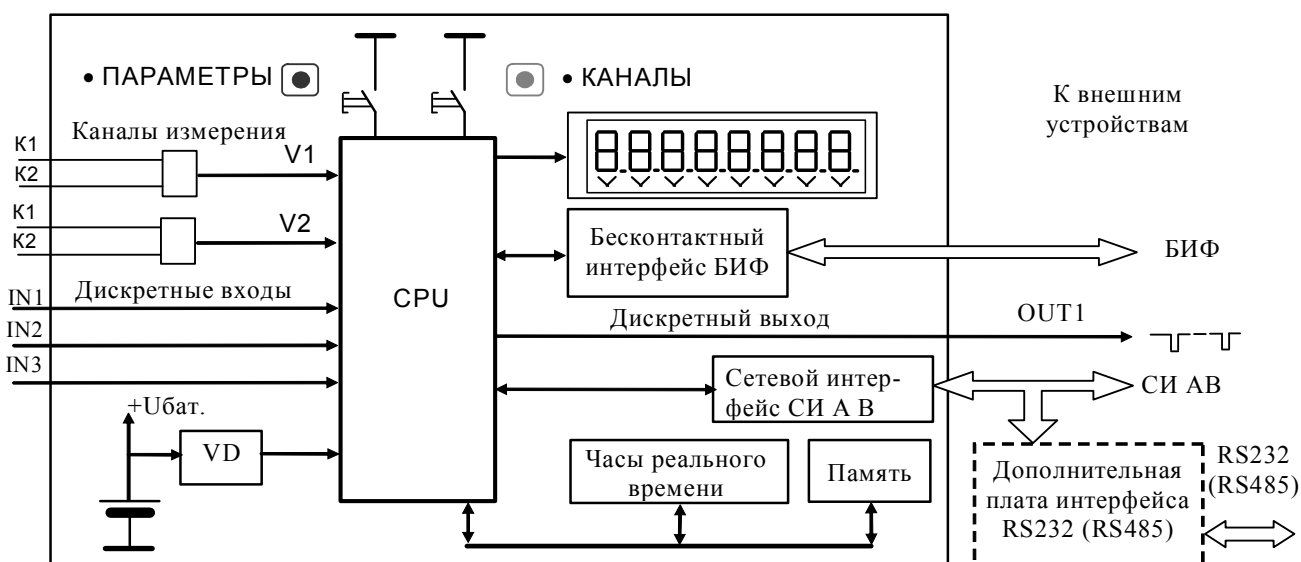 • ПАРАМЕТРЫ
• КАНАЛЫ
К внешним
устройствам
Каналы измерения
К1
К2
V1
К1
К2
V2
Бесконтактный
интерфейс БИФ
БИФ
CPU
IN1
Дискретные входы
IN2
IN3
Дискретный выход
OUT1
Сетевой интер-
фейс СИ А В
СИ АВ
+Uбат.
VD
Часы реального
времени
Память
Дополнительная
плата интерфейса
RS232 (RS485)
RS232
(RS485)